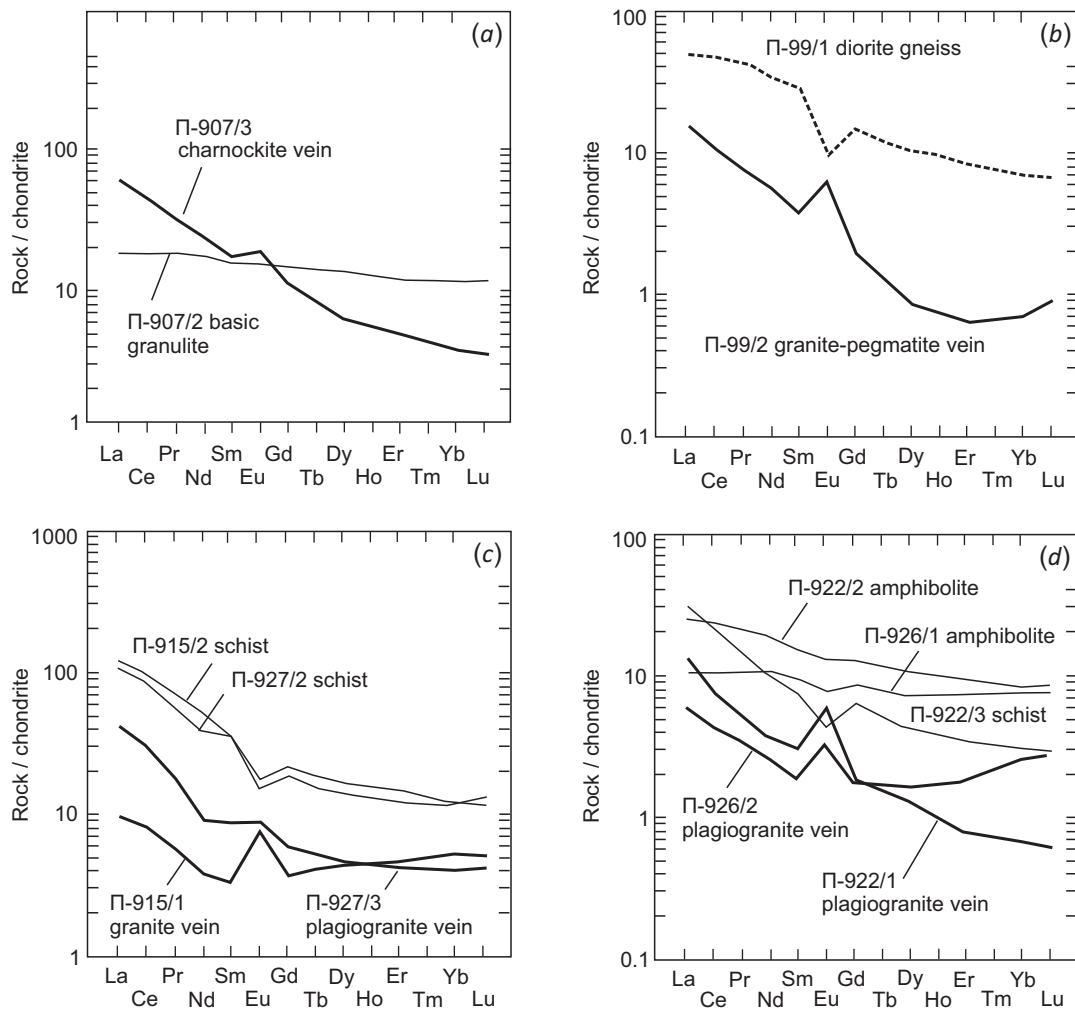 (a)
100
10
1
Rock / chondrite
П-907/3
charnockite vein
П-907/2 basic
granulite
La Ce Pr Nd Sm Eu Gd Tb Dy Ho Er Tm Yb Lu
(b)
100
10
1
0.1
Rock / chondrite
П-99/1 diorite gneiss
П-99/2 granite-pegmatite vein
La Ce Pr Nd Sm Eu Gd Tb Dy Ho Er Tm Yb Lu
(c)
1000
100
10
1
Rock / chondrite
П-915/2 schist
П-927/2 schist
П-915/1
granite vein
П-927/3
plagiogranite vein
La Ce Pr Nd Sm Eu Gd Tb Dy Ho Er Tm Yb Lu
(d)
100
10
1
0.1
Rock / chondrite
П-922/2 amphibolite
П-926/1 amphibolite
П-922/3 schist
П-926/2
plagiogranite vein
П-922/1
plagiogranite vein
La Ce Pr Nd Sm Eu Gd Tb Dy Ho Er Tm Yb Lu